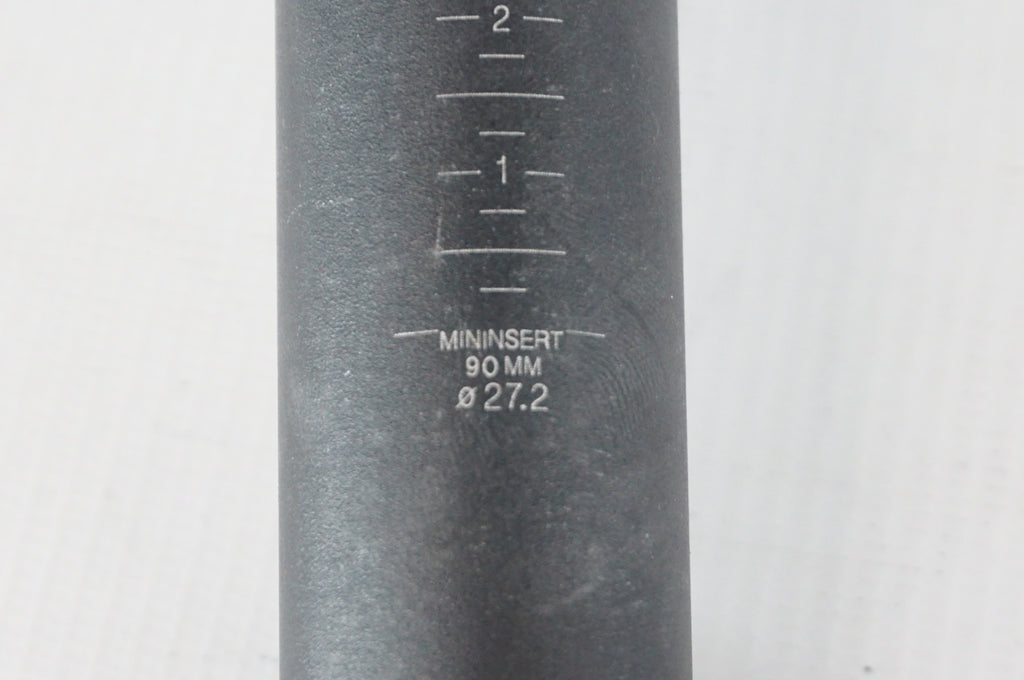 2
1
MININSERT
90 MM
ø 27.2